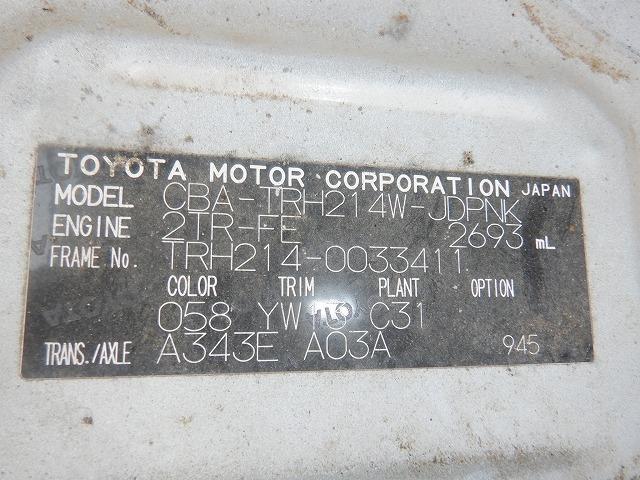 TOYOTA MOTOR CORPORATION JAPAN
MODEL CBA-TRH214W-JDPNK
ENGINE 2TR-FE 2693 mL
FRAME No. TRH214-0033411
COLOR TRIM PLANT OPTION
058 C31
TRANS./AXLE A343E A03A 945